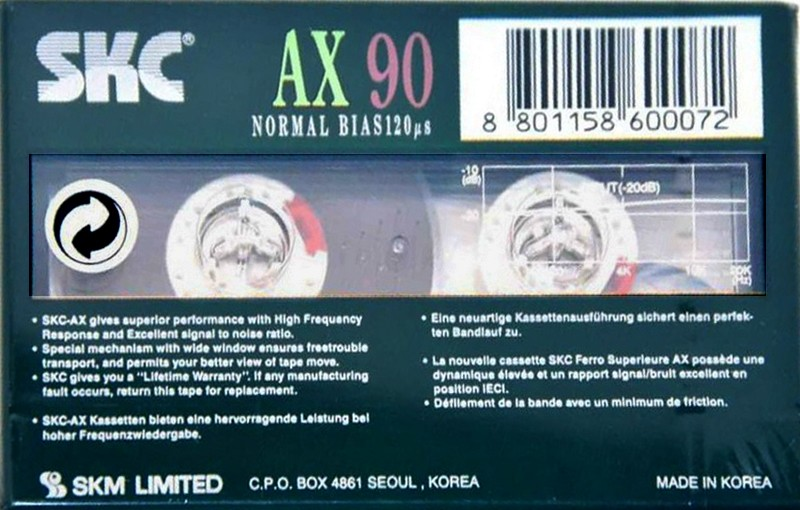 SKC®
AX 90
NORMAL BIAS 120µs
8 801158 600072
-10
(dB)
-30
(-20dB)
4K
20K
(Hz)
• SKC-AX gives superior performance with High Frequency
Response and Excellent signal to noise ratio.
• Special mechanism with wide window ensures freetrouble
transport, and permits your better view of tape move.
• SKC gives you a "Lifetime Warranty". If any manufacturing
fault occurs, return this tape for replacement.
• SKC-AX Kassetten bieten eine hervorragende Leistung bei
hoher Frequenzwiedergabe.
• Eine neuartige Kassettenausführung sichert einen perfek-
ten Bandlauf zu.
• La nouvelle cassette SKC Ferro Superieure AX possède une
dynamique élevée et un rapport signal/bruit excellent en
position IECI.
• Défilement de la bande avec un minimum de friction.
SKM LIMITED
C.P.O. BOX 4861 SEOUL , KOREA
MADE IN KOREA